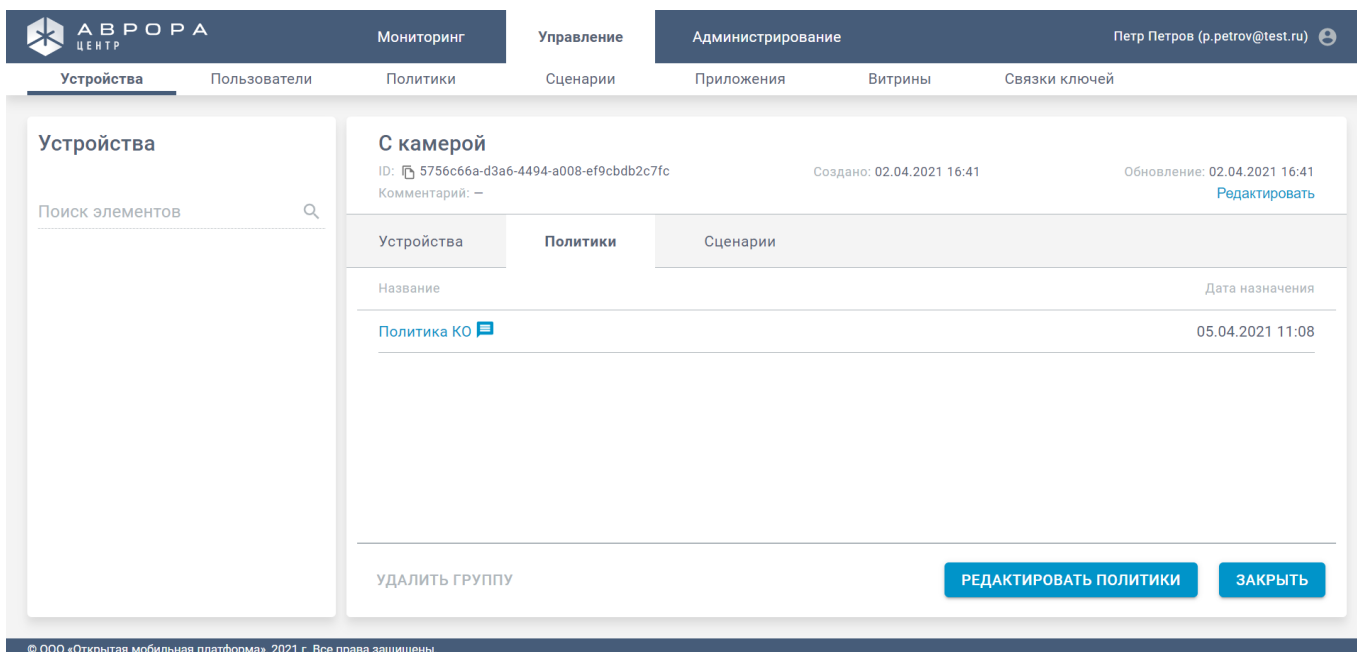 АВРОРА
ЦЕНТР
Мониторинг
Управление
Администрирование
Петр Петров (p.petrov@test.ru)
Устройства
Пользователи
Политики
Сценарии
Приложения
Витрины
Связки ключей
Устройства
Поиск элементов
С камерой
ID: 5756c66a-d3a6-4494-a008-ef9cbdb2c7fc
Создано: 02.04.2021 16:41
Обновление: 02.04.2021 16:41
Комментарий: —
Редактировать
Устройства
Политики
Сценарии
Название
Дата назначения
Политика КО
05.04.2021 11:08
УДАЛИТЬ ГРУППУ
РЕДАКТИРОВАТЬ ПОЛИТИКИ
ЗАКРЫТЬ
© ООО «Открытая мобильная платформа», 2021 г. Все права защищены